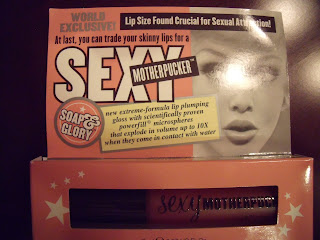 WORLD
EXCLUSIVE!
Lip Size Found Crucial for Sexual Attraction!
At last, you can trade your skinny lips for a
SEXY
MOTHERPUCKER™
SOAP &
GLORY
new extreme-formula lip plumping
gloss with scientifically proven
powerfill® microspheres
that explode in volume up to 10X
when they come in contact with water
sexy MOTHERPUC